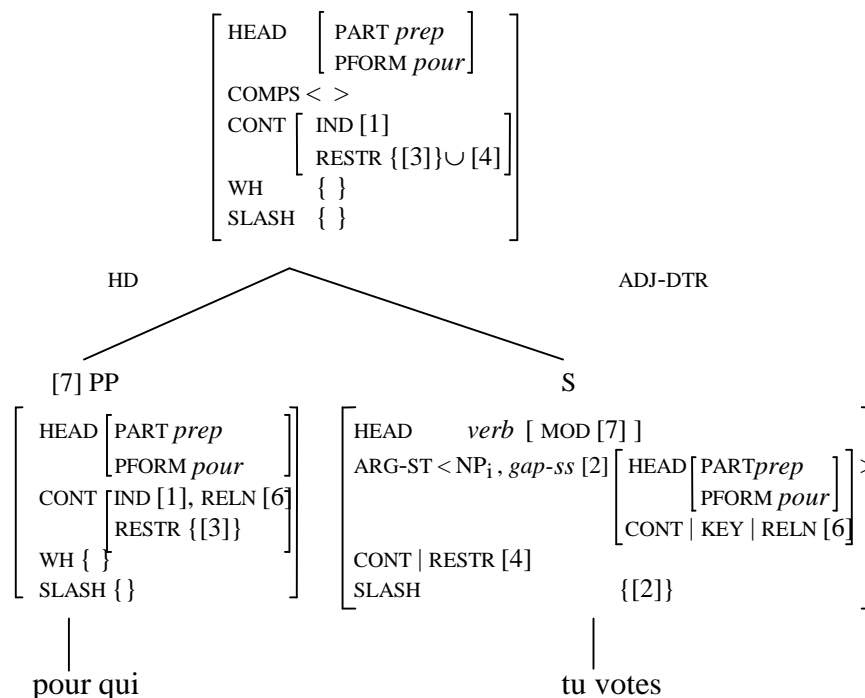 HEAD [ PART prep
PFORM pour ]
COMPS < >
CONT [ IND [1]
RESTR {[3]}∪ [4] ]
WH { }
SLASH { }
HD ADJ-DTR
[7] PP S
HEAD [ PART prep HEAD verb [ MOD [7] ]
PFORM pour ] ARG-ST < NPi , gap-ss [2] [ HEAD [ PARTprep >
CONT [ IND [1], RELN [6] PFORM pour ]
RESTR {[3]} ] CONT | KEY | RELN [6] ]
WH { } CONT | RESTR [4]
SLASH {} SLASH {[2]}
pour qui tu votes